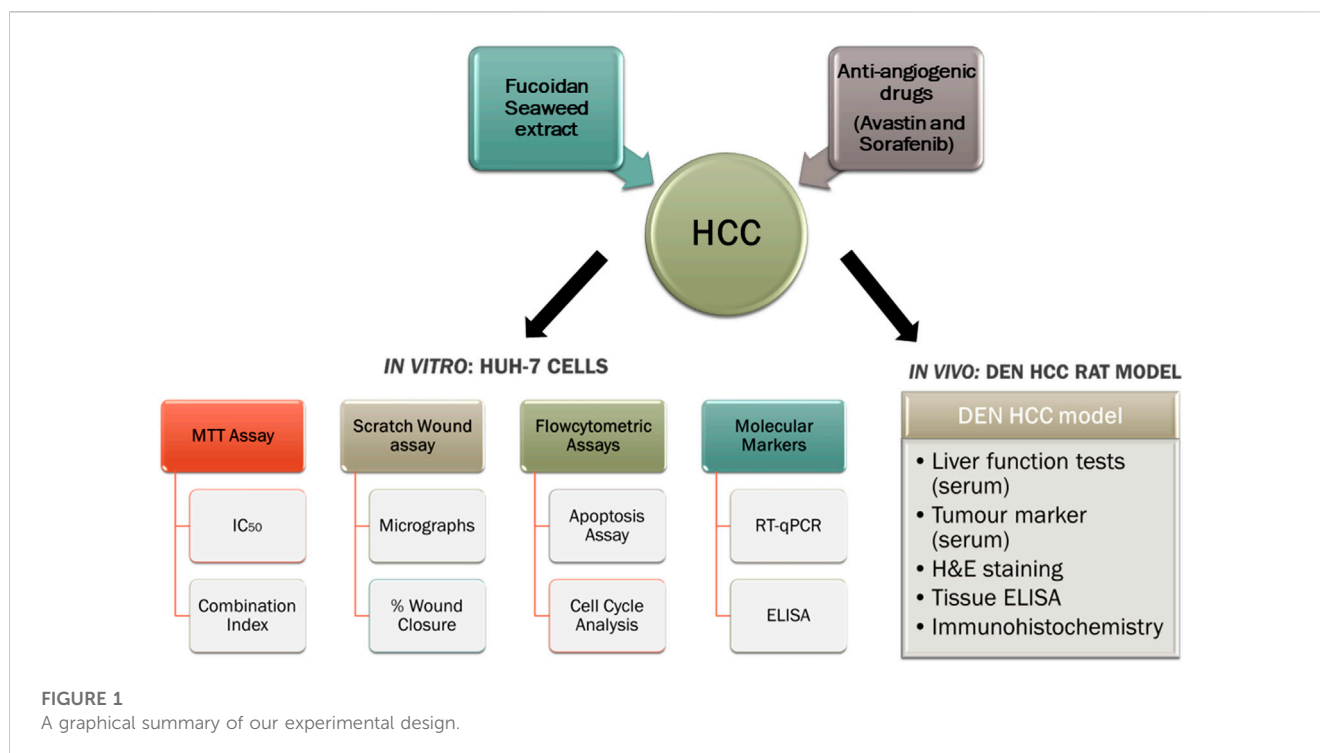 Fucoidan
Seaweed
extract
Anti-angiogenic
drugs
(Avastin and
Sorafenib)
HCC
IN VITRO: HUH-7 CELLS
MTT Assay
IC₅₀
Combination
Index
Scratch Wound
assay
Micrographs
% Wound
Closure
Flowcytometric
Assays
Apoptosis
Assay
Cell Cycle
Analysis
Molecular
Markers
RT-qPCR
ELISA
IN VIVO: DEN HCC RAT MODEL
DEN HCC model
• Liver function tests
(serum)
• Tumour marker
(serum)
• H&E staining
• Tissue ELISA
• Immunohistochemistry
FIGURE 1
A graphical summary of our experimental design.